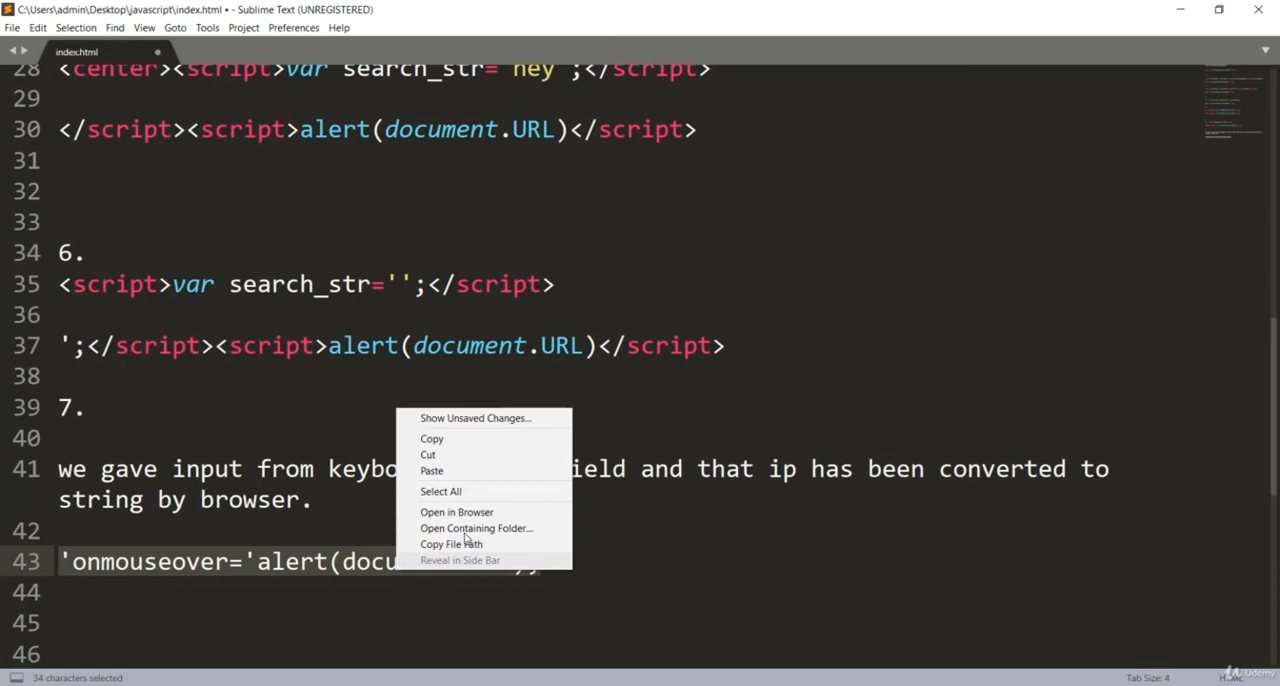 C:\Users\admin\Desktop\javascript\index.html • - Sublime Text (UNREGISTERED)
File Edit Selection Find View Goto Tools Project Preferences Help
index.html
28 <center><script>var search_str='hey';</script>
29
30 </script><script>alert(document.URL)</script>
31
32
33
34 6.
35 <script>var search_str='';</script>
36
37 ';</script><script>alert(document.URL)</script>
38
39 7.
40
41 we gave input from keybo ield and that ip has been converted to
string by browser.
42
43 'onmouseover='alert(docu
44
45
46
Show Unsaved Changes...
Copy
Cut
Paste
Select All
Open in Browser
Open Containing Folder...
Copy File Path
Reveal in Side Bar
34 characters selected
Tab Size: 4
HTML
Udemy